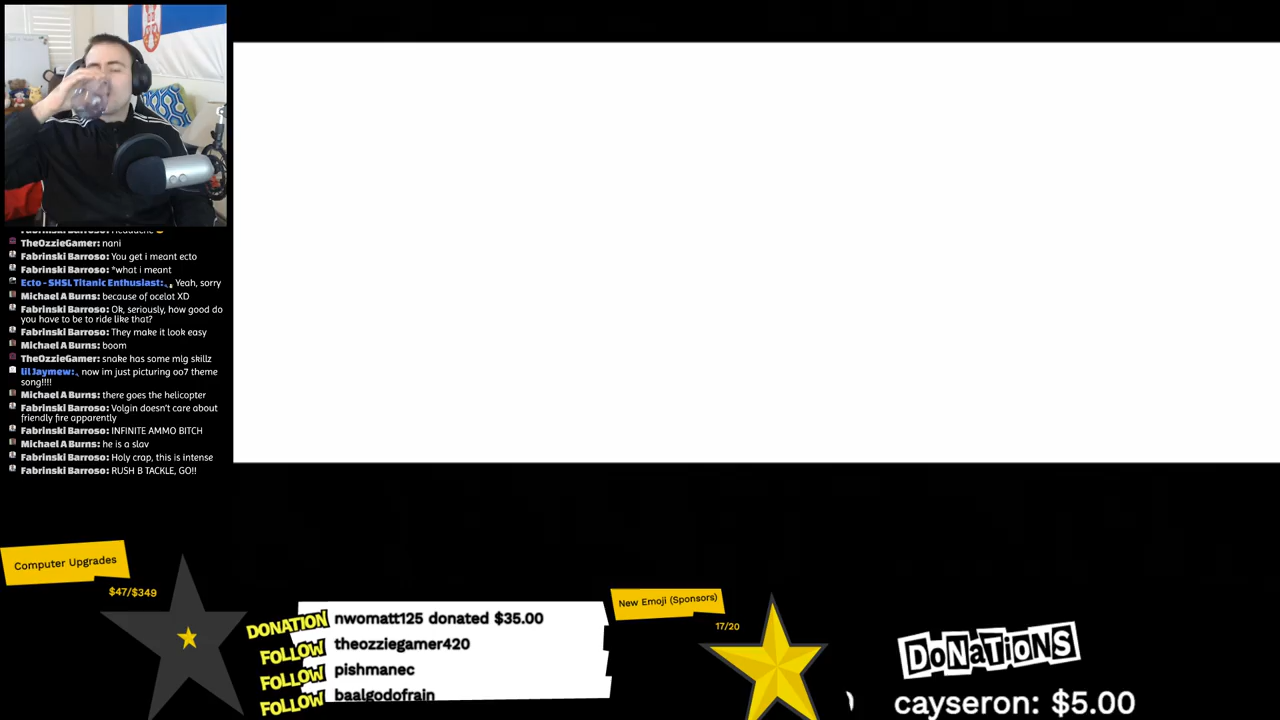 TheOzzieGamer: nani
Fabrinski Barroso: You get i meant ecto
Fabrinski Barroso: *what i meant
Ecto - SHSL Titanic Enthusiast: Yeah, sorry
Michael A Burns: because of ocelot XD
Fabrinski Barroso: Ok, seriously, how good do
you have to be to ride like that?
Fabrinski Barroso: They make it look easy
Michael A Burns: boom
TheOzzieGamer: snake has some mlg skillz
lil Jaymew: now im just picturing oo7 theme
song!!!!
Michael A Burns: there goes the helicopter
Fabrinski Barroso: Volgin doesn't care about
friendly fire apparently
Fabrinski Barroso: INFINITE AMMO BITCH
Michael A Burns: he is a slav
Fabrinski Barroso: Holy crap, this is intense
Fabrinski Barroso: RUSH B TACKLE, GO!!
Computer Upgrades
$47/$349
DONATION nwomatt125 donated $35.00
FOLLOW theozziegamer420
FOLLOW pishmanec
FOLLOW baalgodofrain
New Emoji (Sponsors)
17/20
DONATIONS
cayseron: $5.00